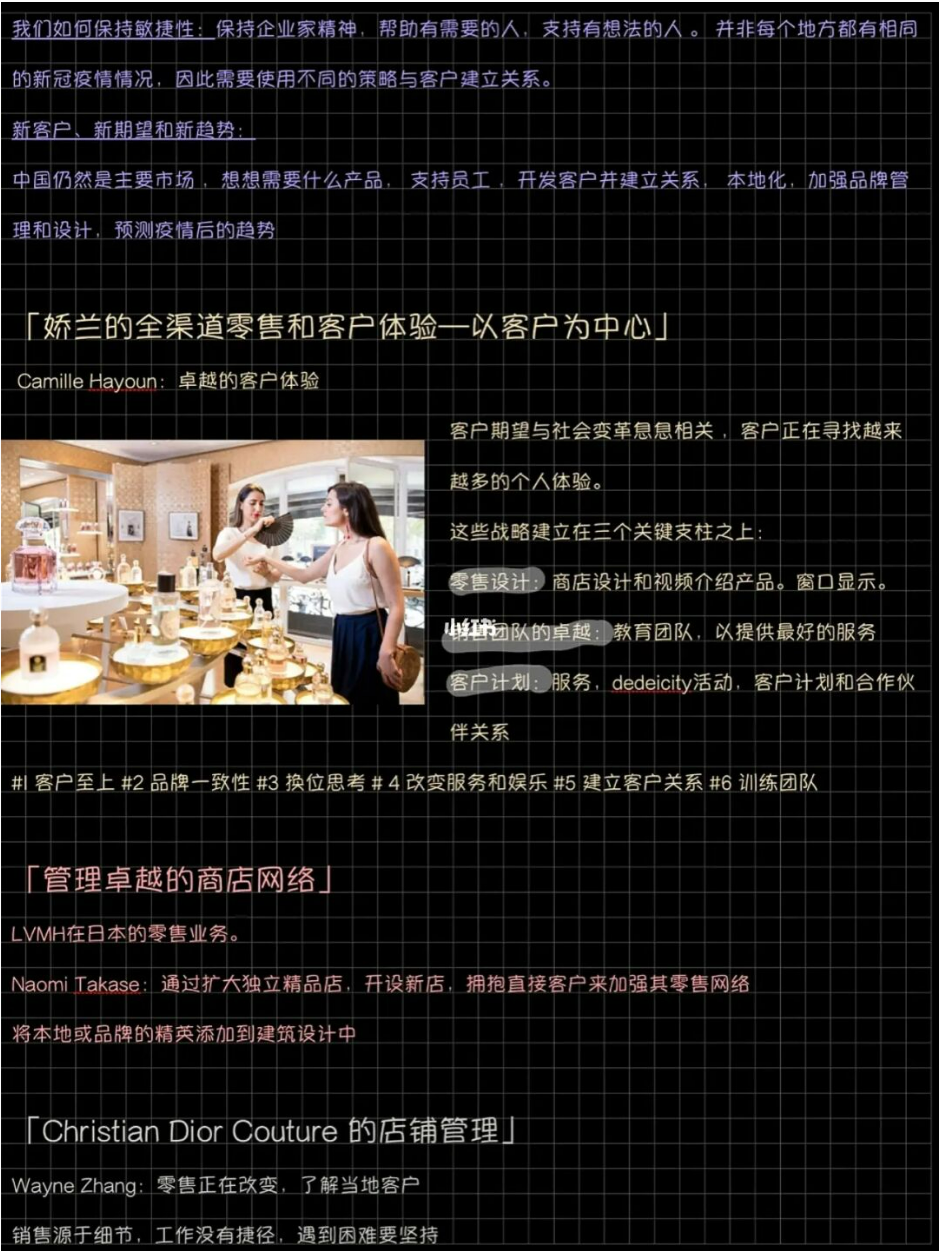 我们如何保持敏捷性：保持企业家精神，帮助有需要的人，支持有想法的人 。 并非每个地方都有相同
的新冠疫情情况，因此需要使用不同的策略与客户建立关系。
新客户、新期望和新趋势：
中国仍然是主要市场 ，想想需要什么产品， 支持员工 ，开发客户并建立关系， 本地化，加强品牌管
理和设计，预测疫情后的趋势
「娇兰的全渠道零售和客户体验—以客户为中心」
Camille Hayoun：卓越的客户体验
客户期望与社会变革息息相关 ，客户正在寻找越来
越多的个人体验。
这些战略建立在三个关键支柱之上：
零售设计：商店设计和视频介绍产品。窗口显示。
小红书
销售团队的卓越：教育团队，以提供最好的服务
客户计划：服务，dedeicity活动，客户计划和合作伙
伴关系
#1 客户至上 #2 品牌一致性 #3 换位思考 # 4 改变服务和娱乐 #5 建立客户关系 #6 训练团队
「管理卓越的商店网络」
LVMH在日本的零售业务。
Naomi Takase：通过扩大独立精品店，开设新店，拥抱直接客户来加强其零售网络
将本地或品牌的精英添加到建筑设计中
「Christian Dior Couture 的店铺管理」
Wayne Zhang：零售正在改变，了解当地客户
销售源于细节，工作没有捷径，遇到困难要坚持